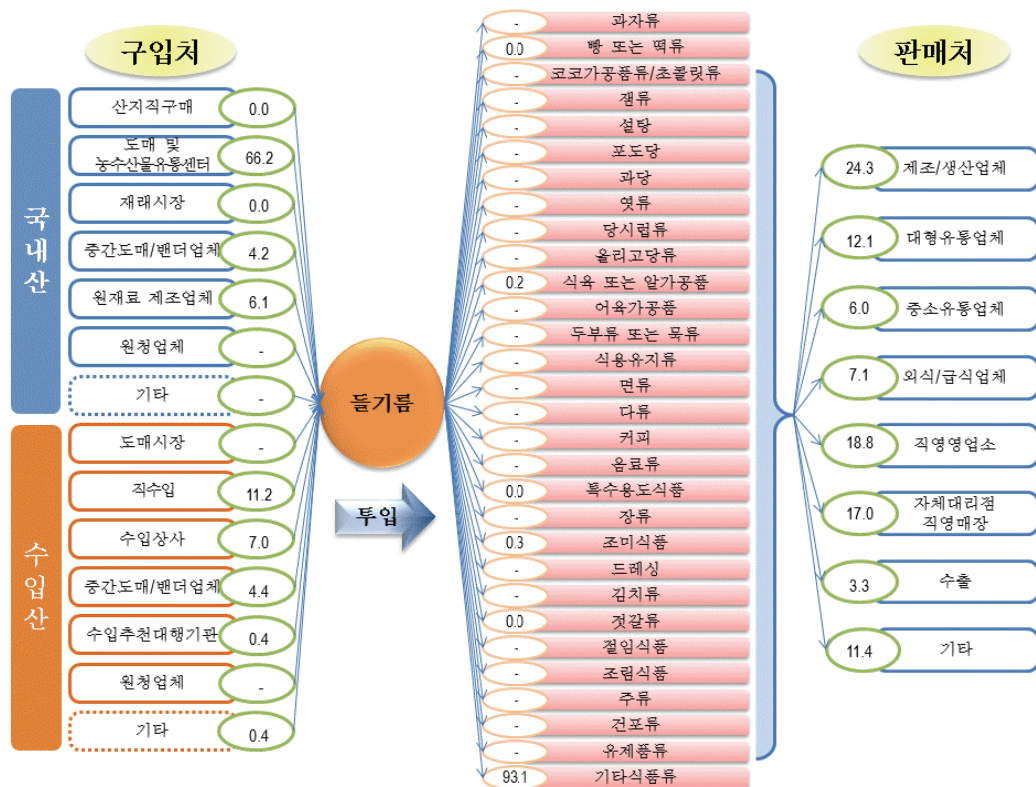 구입처
국내산
산지직구매 0.0
도매 및
농수산물유통센터 66.2
재래시장 0.0
중간도매/밴더업체 4.2
원재료 제조업체 6.1
원청업체 -
기타 -
수입산
도매시장 -
직수입 11.2
수입상사 7.0
중간도매/밴더업체 4.4
수입추천대행기관 0.4
원청업체 -
기타 0.4
들기름
투입
- 과자류
0.0 빵 또는 떡류
- 코코가공품류/초콜릿류
- 잼류
- 설탕
- 포도당
- 과당
- 엿류
- 당시럽류
- 올리고당류
0.2 식육 또는 알가공품
- 어육가공품
- 두부류 또는 묵류
- 식용유지류
- 면류
- 다류
- 커피
- 음료류
0.0 특수용도식품
- 장류
0.3 조미식품
- 드레싱
- 김치류
0.0 젓갈류
- 절임식품
- 조림식품
- 주류
- 건포류
- 유제품류
93.1 기타식품류
판매처
24.3 제조/생산업체
12.1 대형유통업체
6.0 중소유통업체
7.1 외식/급식업체
18.8 직영영업소
17.0 자체대리점
직영매장
3.3 수출
11.4 기타